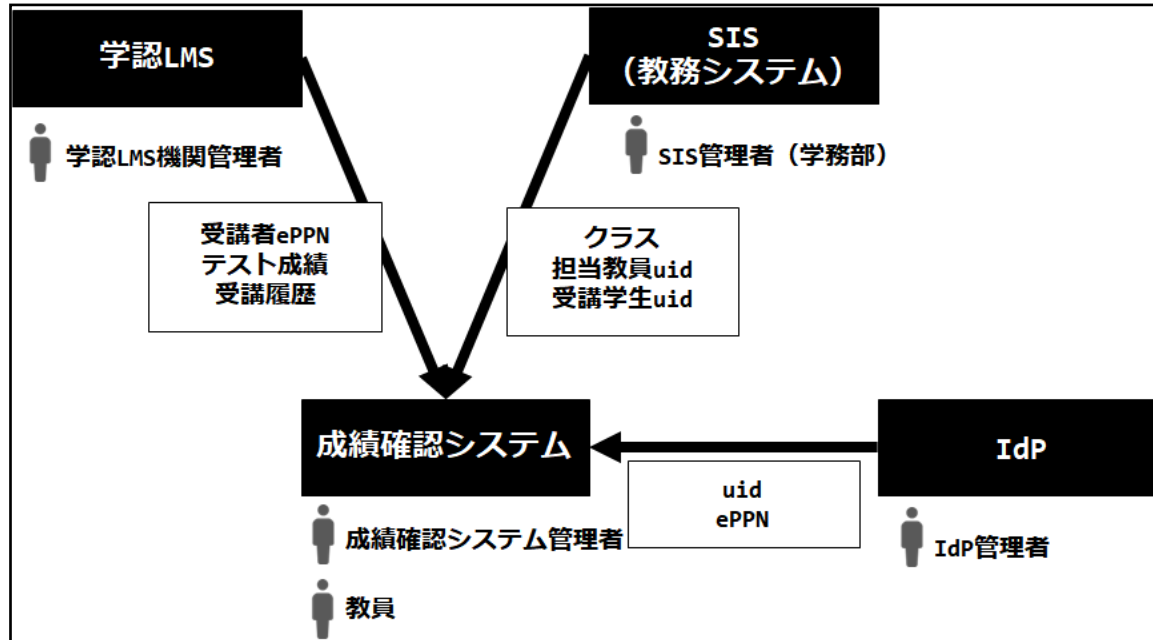 学認LMS
SIS
（教務システム）
学認LMS機関管理者
SIS管理者（学務部）
受講者ePPN
テスト成績
受講履歴
クラス
担当教員uid
受講学生uid
成績確認システム
IdP
uid
ePPN
成績確認システム管理者
IdP管理者
教員